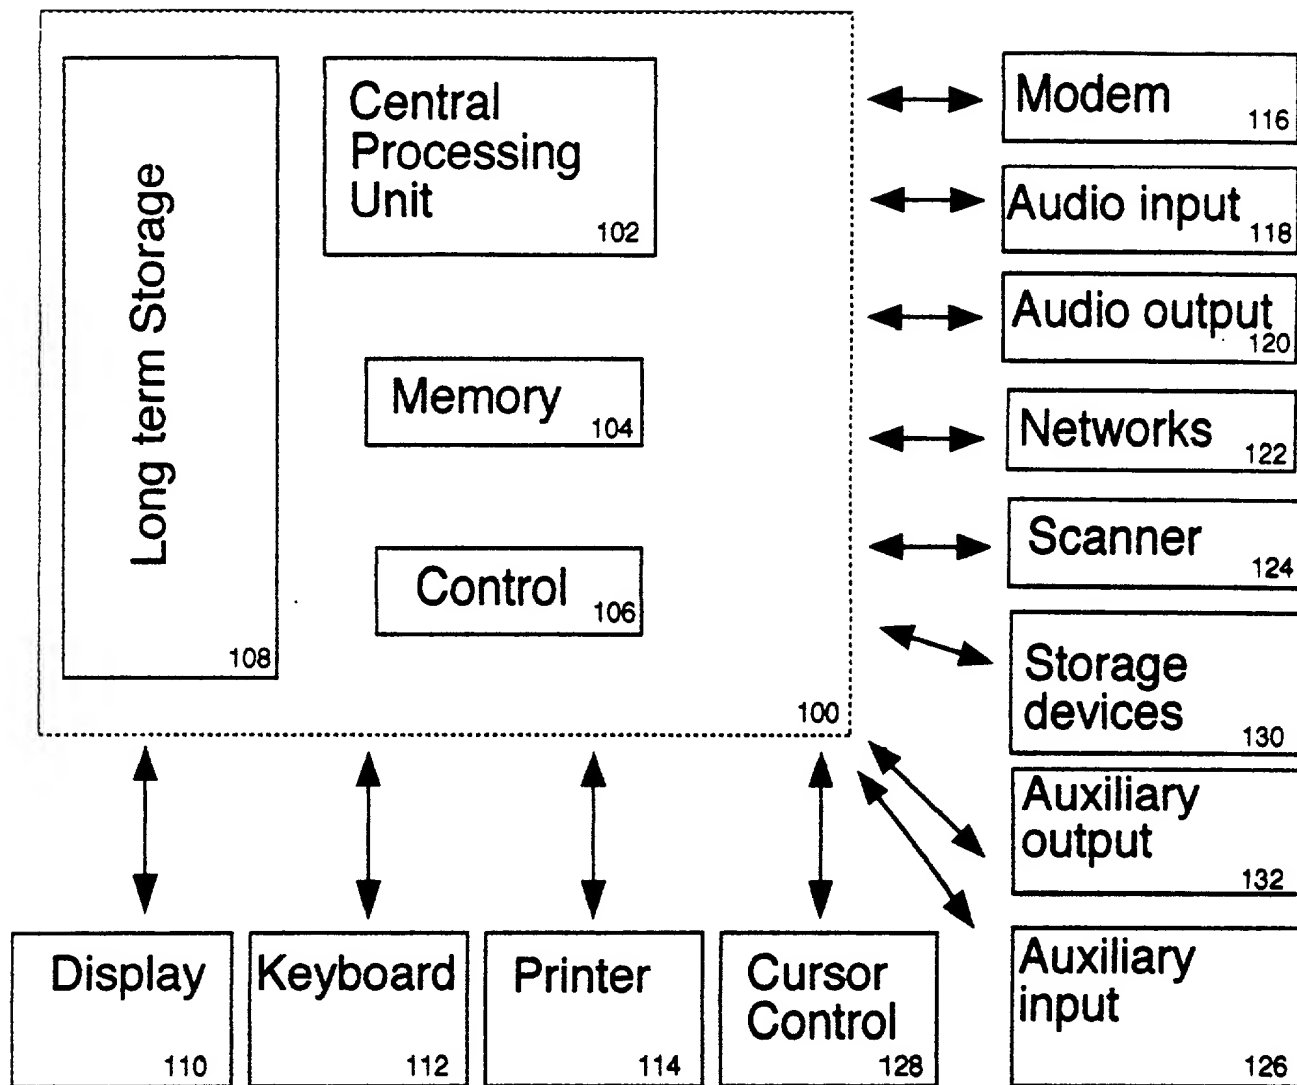 Long term Storage
108
Central
Processing
Unit
102
Memory
104
Control
106
100
Modem
116
Audio input
118
Audio output
120
Networks
122
Scanner
124
Storage
devices
130
Auxiliary
output
132
Auxiliary
input
126
Display
110
Keyboard
112
Printer
114
Cursor
Control
128